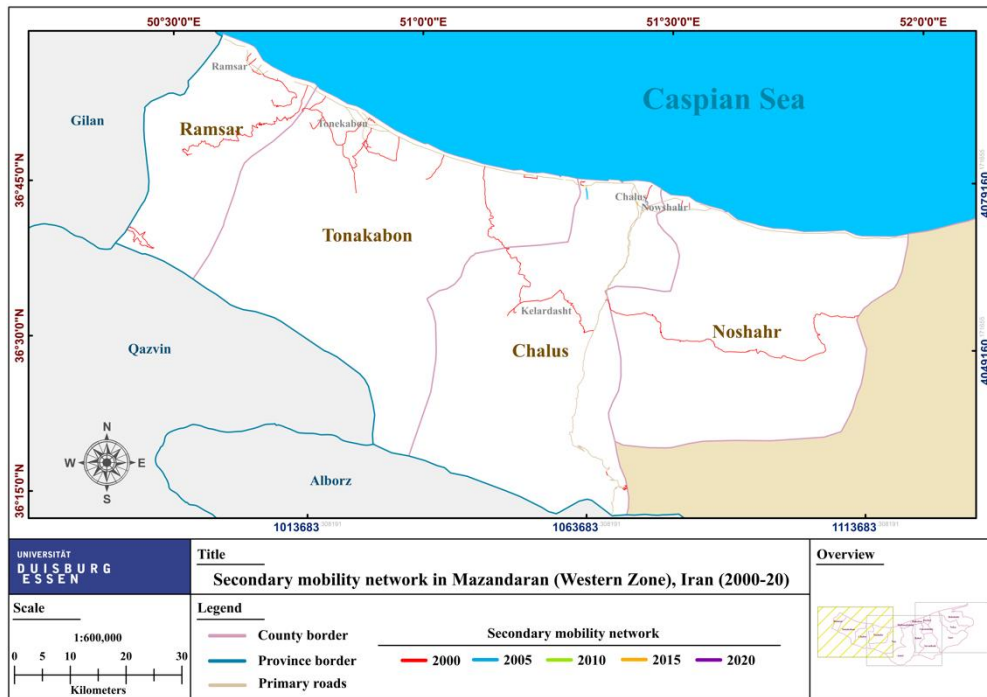 50°30'0"E 51°0'0"E 51°30'0"E 52°0'0"E
Caspian Sea
Ramsar
Gilan
Ramsar
Tonekabon
36°45'0"N
4079160
Chalus
Nowshahr
Tonakabon
Kelardasht
Noshahr
Chalus
Qazvin
36°30'0"N
4049160
N
W E
S
Alborz
36°15'0"N
1013683 1063683 1113683
UNIVERSITÄT
DUISBURG
ESSEN
Title
Secondary mobility network in Mazandaran (Western Zone), Iran (2000-20)
Overview
Scale
1:600,000
0 5 10 20 30
Kilometers
Legend
County border
Province border
Primary roads
Secondary mobility network
2000 2005 2010 2015 2020